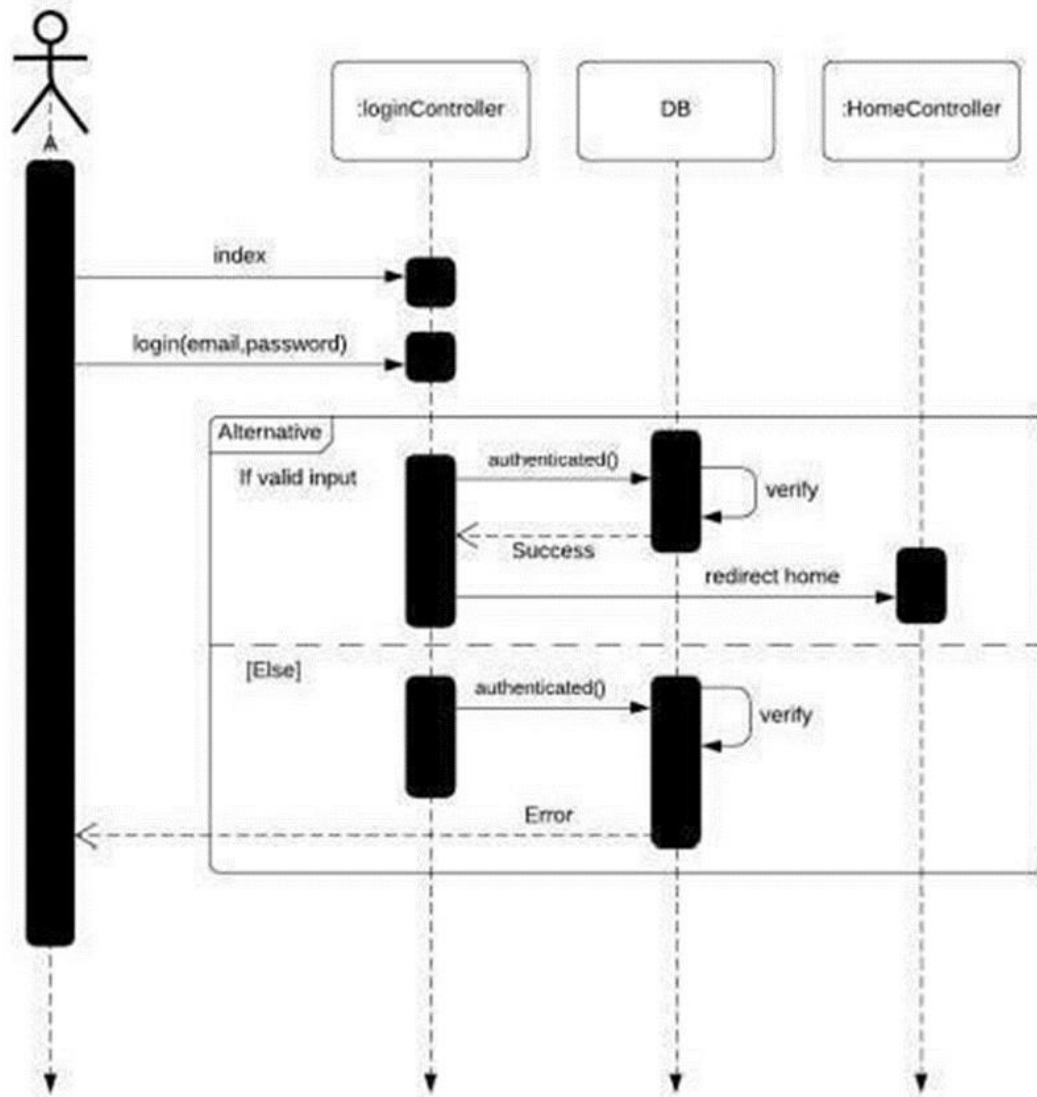 :loginController
DB
:HomeController
index
login(email,password)
Alternative
If valid input
authenticated()
verify
Success
redirect home
[Else]
authenticated()
verify
Error